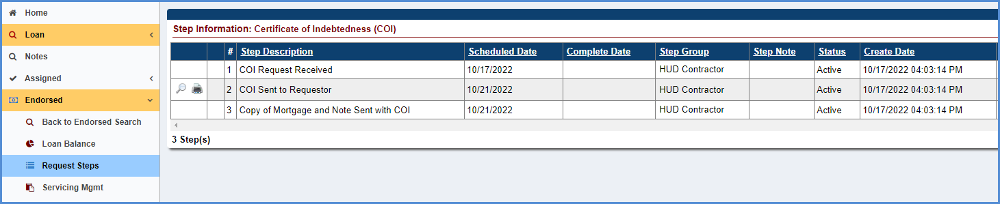 Home
Loan
Notes
Assigned
Endorsed
Back to Endorsed Search
Loan Balance
Request Steps
Servicing Mgmt
Step Information: Certificate of Indebtedness (COI)
# Step Description Scheduled Date Complete Date Step Group Step Note Status Create Date
1 COI Request Received 10/17/2022 HUD Contractor Active 10/17/2022 04:03:14 PM
2 COI Sent to Requestor 10/21/2022 HUD Contractor Active 10/17/2022 04:03:14 PM
3 Copy of Mortgage and Note Sent with COI 10/21/2022 HUD Contractor Active 10/17/2022 04:03:14 PM
3 Step(s)